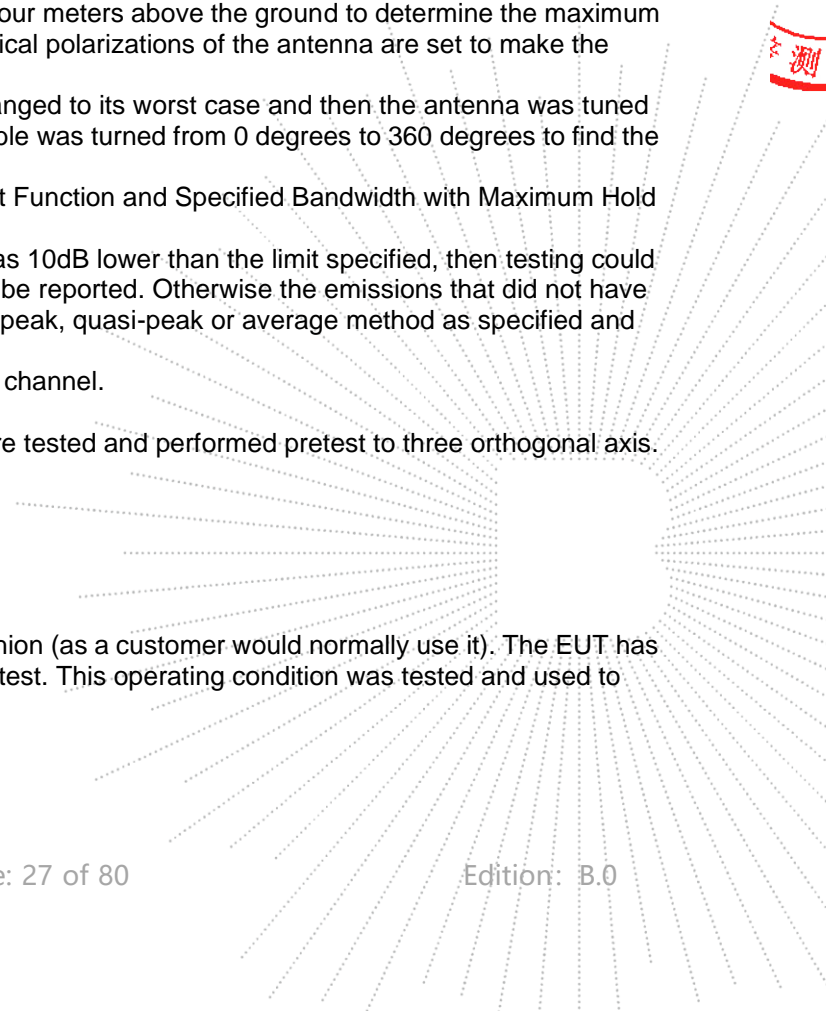 our meters above the ground to determine the maximum
ical polarizations of the antenna are set to make the
测
anged to its worst case and then the antenna was tuned
ble was turned from 0 degrees to 360 degrees to find the
t Function and Specified Bandwidth with Maximum Hold
as 10dB lower than the limit specified, then testing could
be reported. Otherwise the emissions that did not have
peak, quasi-peak or average method as specified and
channel.
re tested and performed pretest to three orthogonal axis.
nion (as a customer would normally use it). The EUT has
test. This operating condition was tested and used to
e: 27 of 80 Edition: B.0